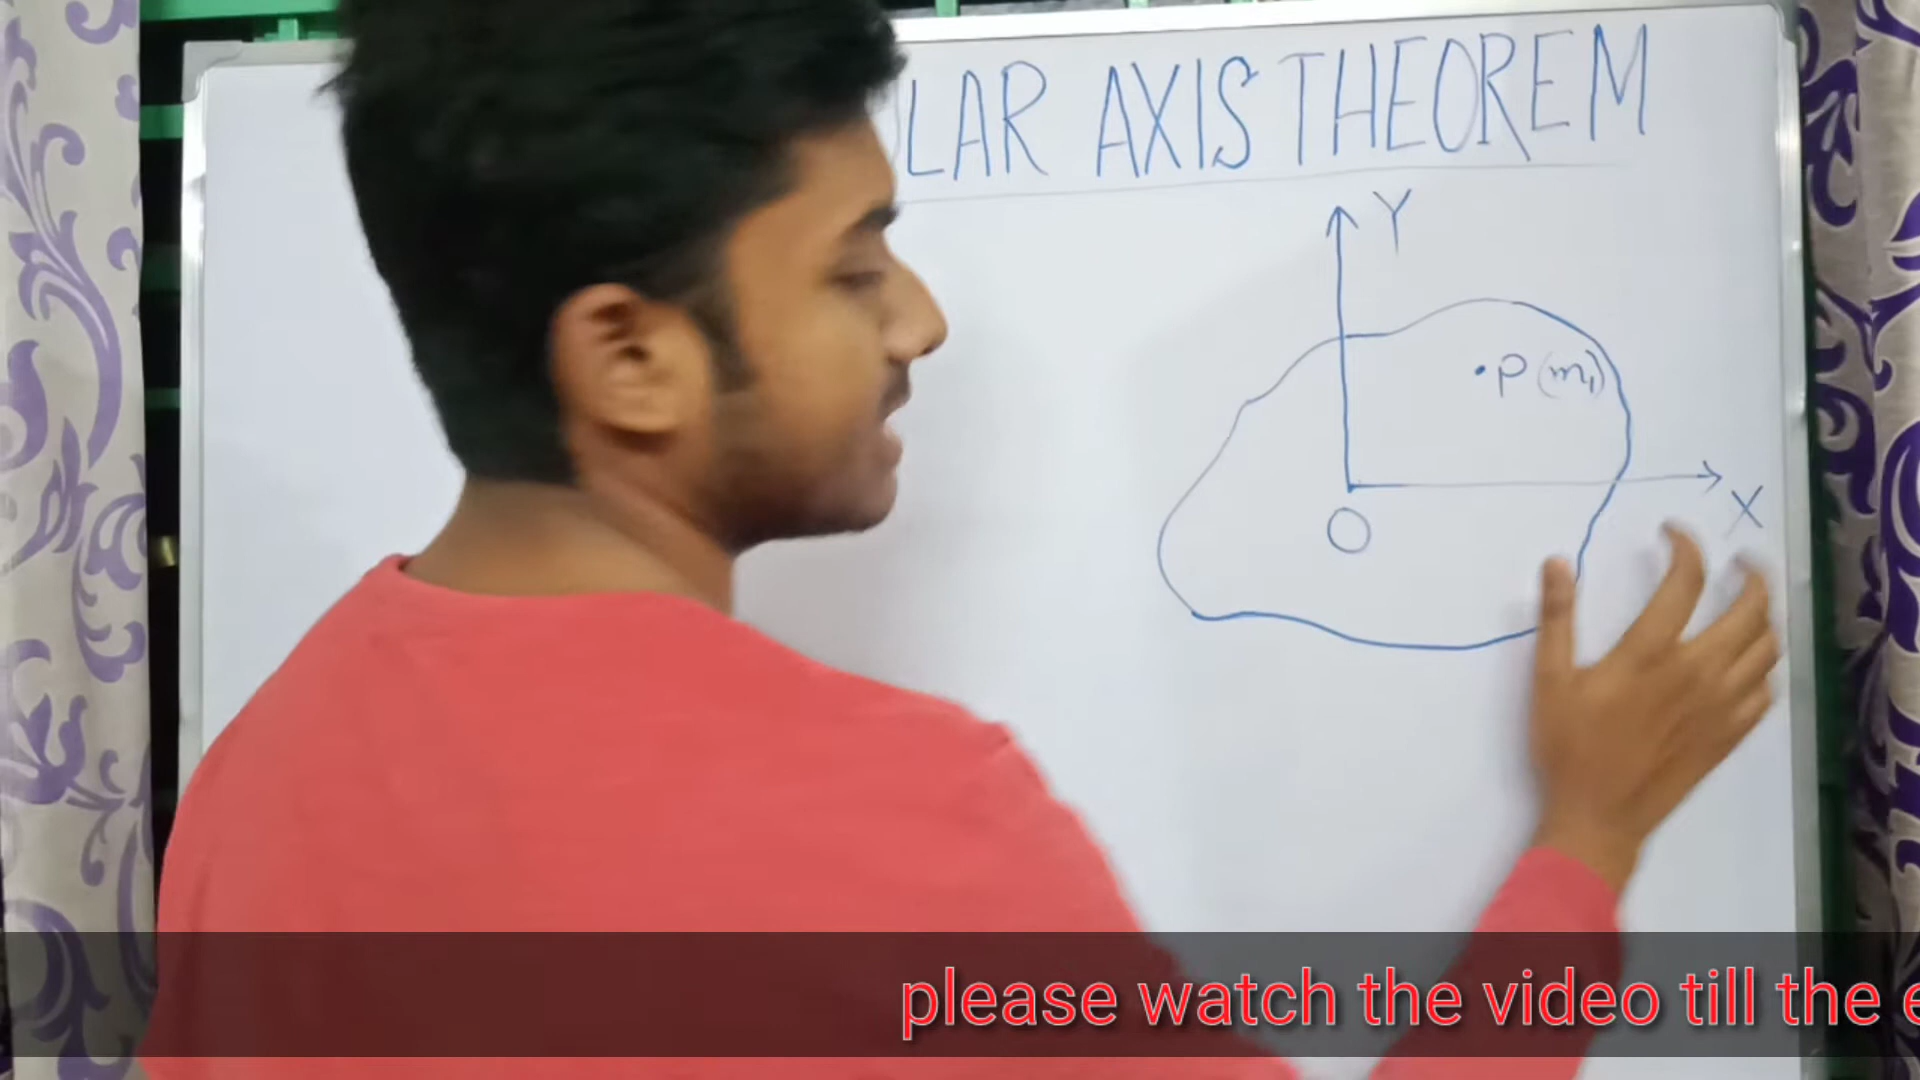 LAR AXIS THEOREM
Y
P (m1)
X
O
please watch the video till the e